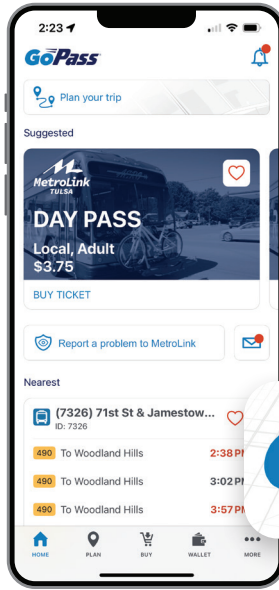 2:23
GoPass
Plan your trip
Suggested
MetroLink
TULSA
DAY PASS
Local, Adult
$3.75
BUY TICKET
Report a problem to MetroLink
Nearest
(7326) 71st St & Jamestow...
ID: 7326
490 To Woodland Hills 2:38 PM
490 To Woodland Hills 3:02 PM
490 To Woodland Hills 3:57 PM
HOME PLAN BUY WALLET MORE